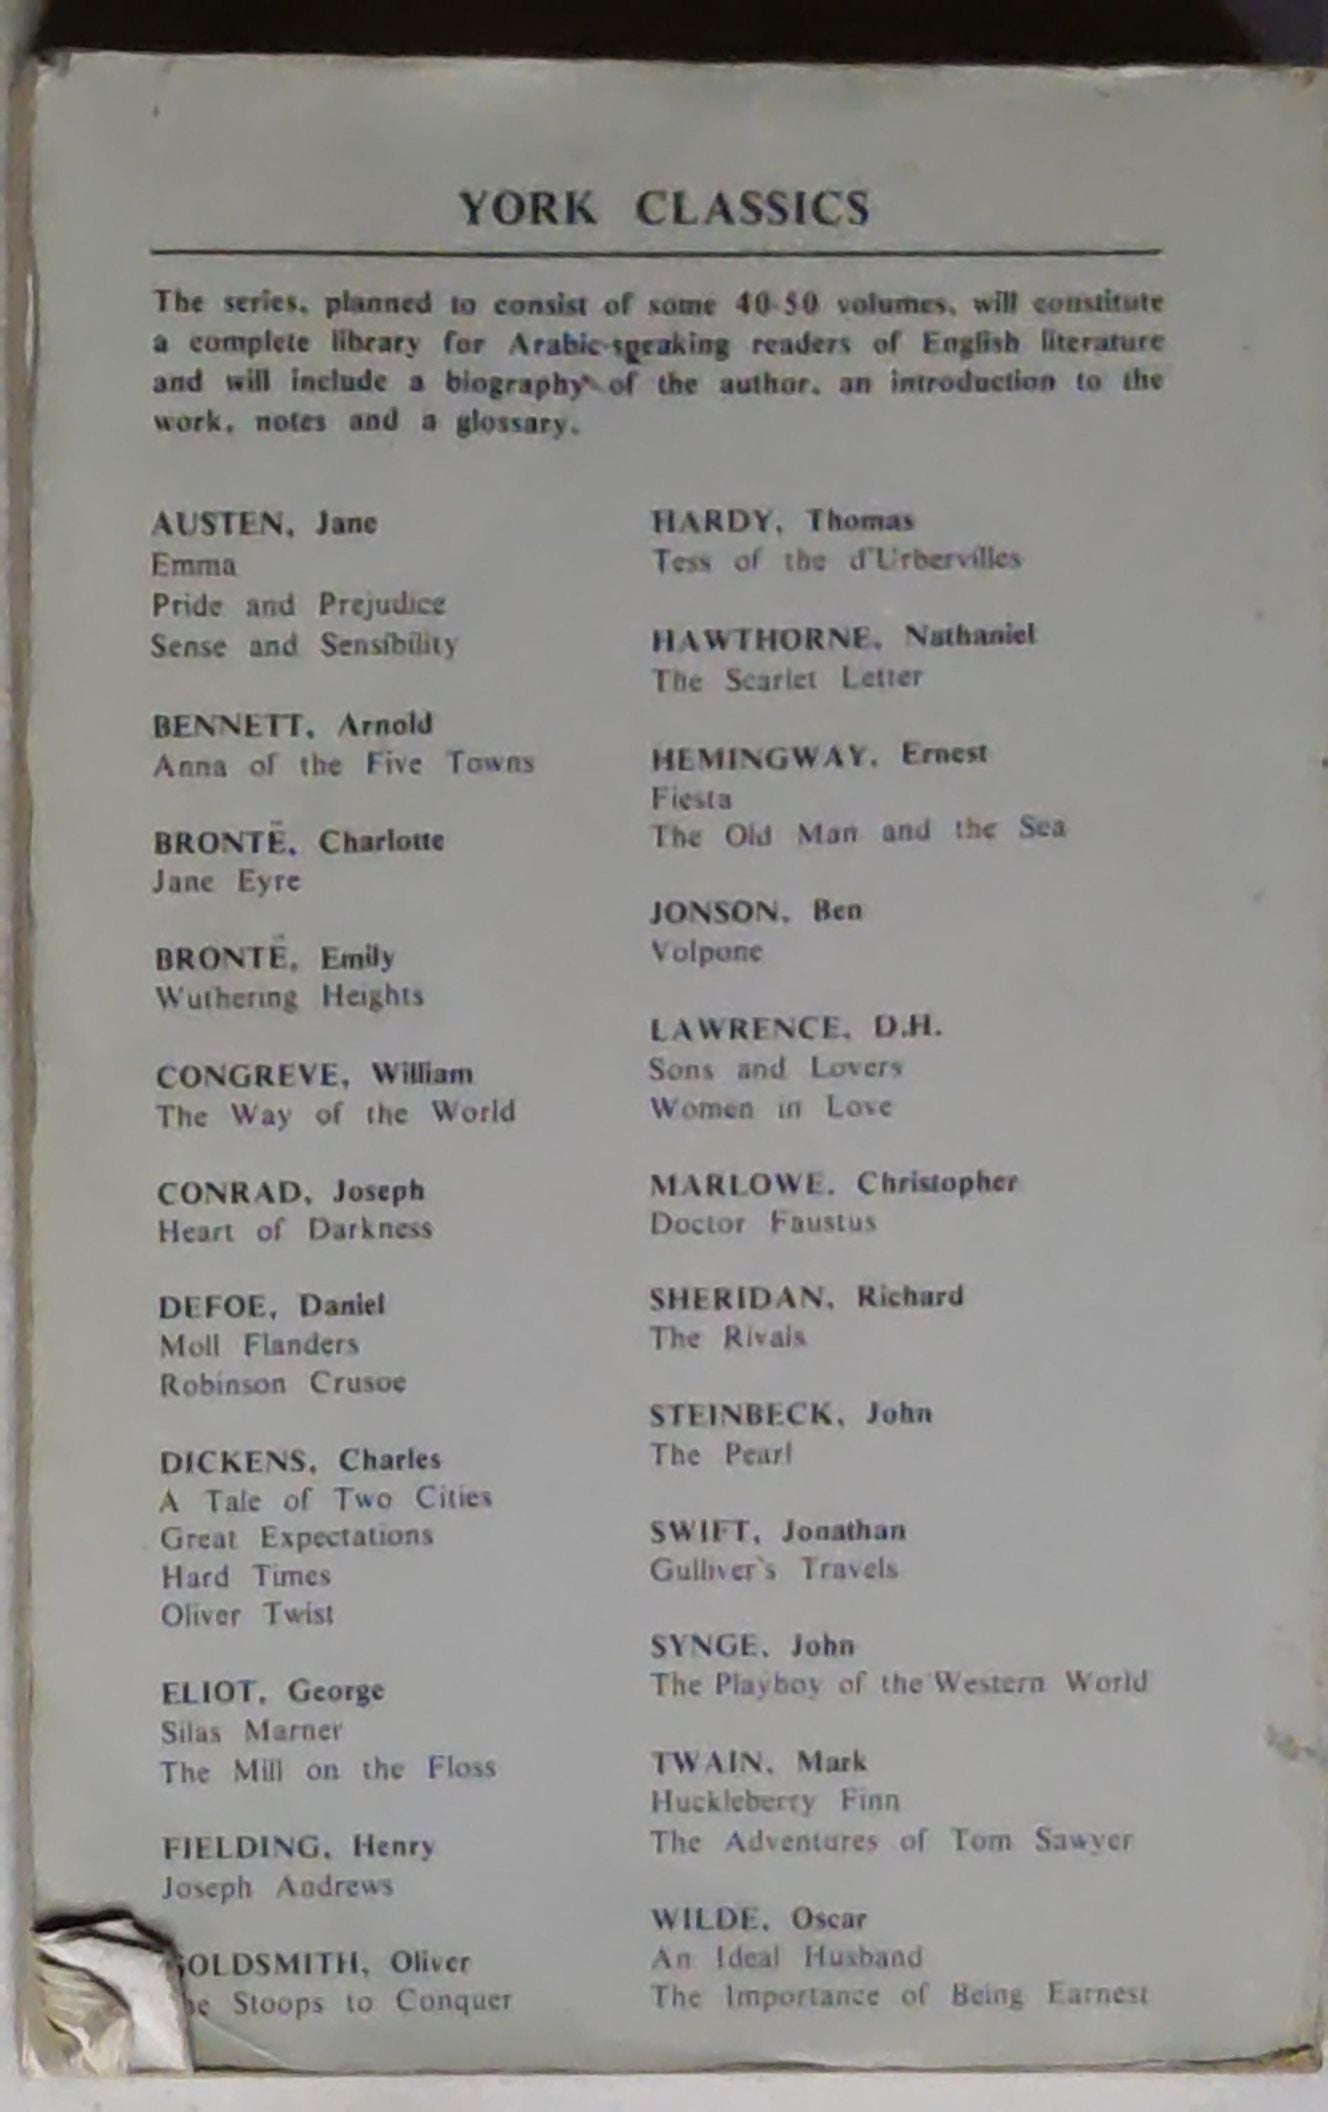 YORK CLASSICS
The series, planned to consist of some 40-50 volumes, will constitute
a complete library for Arabic-speaking readers of English literature
and will include a biography of the author, an introduction to the
work, notes and a glossary.
AUSTEN, Jane
Emma
Pride and Prejudice
Sense and Sensibility
BENNETT, Arnold
Anna of the Five Towns
BRONTË, Charlotte
Jane Eyre
BRONTË, Emily
Wuthering Heights
CONGREVE, William
The Way of the World
CONRAD, Joseph
Heart of Darkness
DEFOE, Daniel
Moll Flanders
Robinson Crusoe
DICKENS, Charles
A Tale of Two Cities
Great Expectations
Hard Times
Oliver Twist
ELIOT, George
Silas Marner
The Mill on the Floss
FIELDING, Henry
Joseph Andrews
GOLDSMITH, Oliver
he Stoops to Conquer
HARDY, Thomas
Tess of the d'Urbervilles
HAWTHORNE, Nathaniel
The Scarlet Letter
HEMINGWAY, Ernest
Fiesta
The Old Man and the Sea
JONSON, Ben
Volpone
LAWRENCE, D.H.
Sons and Lovers
Women in Love
MARLOWE, Christopher
Doctor Faustus
SHERIDAN, Richard
The Rivals
STEINBECK, John
The Pearl
SWIFT, Jonathan
Gulliver's Travels
SYNGE, John
The Playboy of the Western World
TWAIN, Mark
Huckleberry Finn
The Adventures of Tom Sawyer
WILDE, Oscar
An Ideal Husband
The Importance of Being Earnest